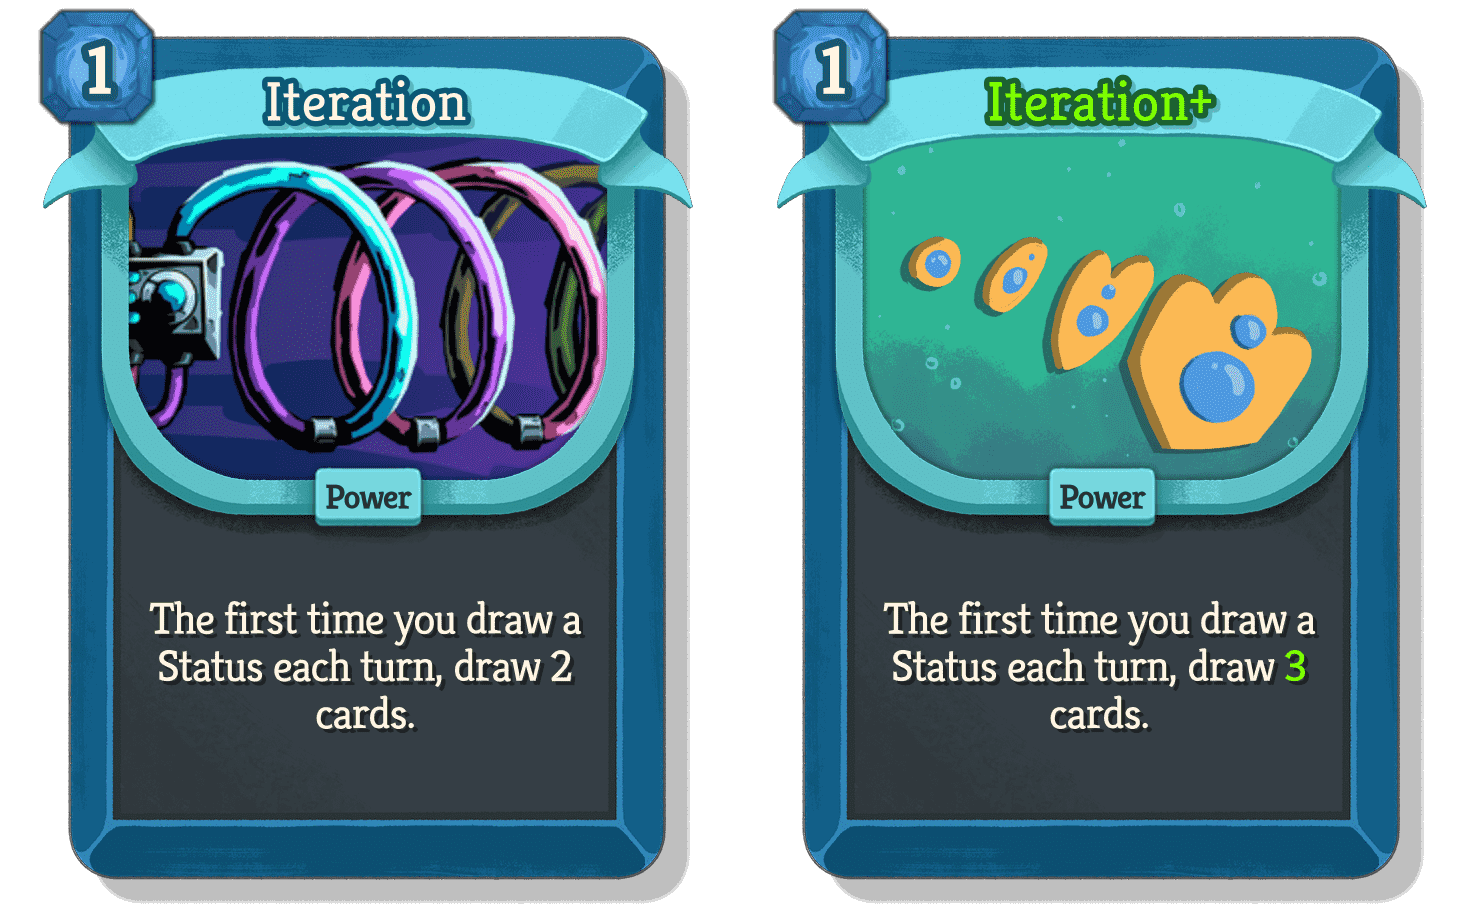 1
Iteration
Power
The first time you draw a
Status each turn, draw 2
cards.
1
Iteration+
Power
The first time you draw a
Status each turn, draw 3
cards.